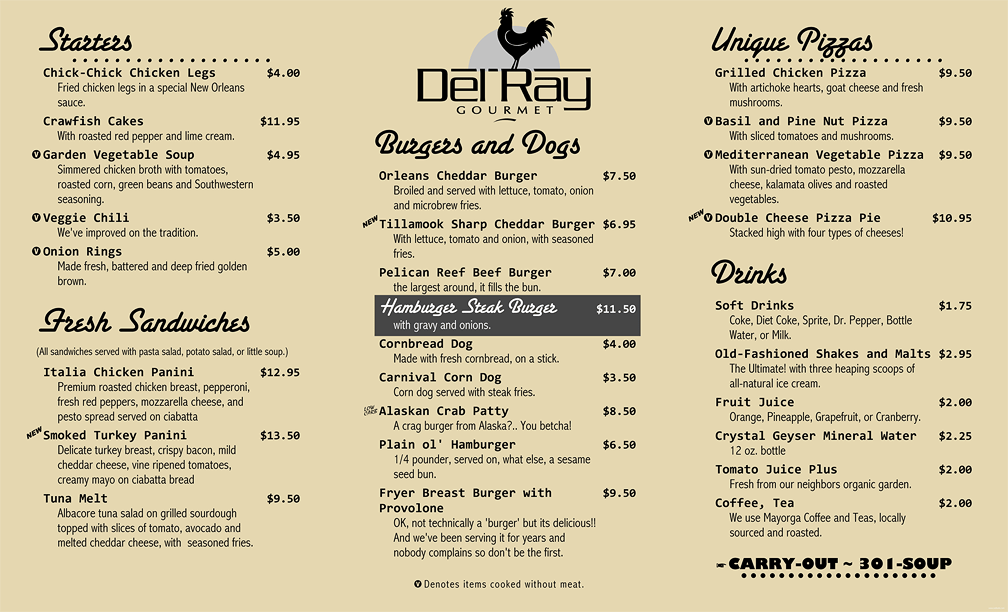 Starters
Chick-Chick Chicken Legs $4.00
Fried chicken legs in a special New Orleans
sauce.
Crawfish Cakes $11.95
With roasted red pepper and lime cream.
V Garden Vegetable Soup $4.95
Simmered chicken broth with tomatoes,
roasted corn, green beans and Southwestern
seasoning.
V Veggie Chili $3.50
We've improved on the tradition.
V Onion Rings $5.00
Made fresh, battered and deep fried golden
brown.
Fresh Sandwiches
(All sandwiches served with pasta salad, potato salad, or little soup.)
Italia Chicken Panini $12.95
Premium roasted chicken breast, pepperoni,
fresh red peppers, mozzarella cheese, and
pesto spread served on ciabatta
NEW Smoked Turkey Panini $13.50
Delicate turkey breast, crispy bacon, mild
cheddar cheese, vine ripened tomatoes,
creamy mayo on ciabatta bread
Tuna Melt $9.50
Albacore tuna salad on grilled sourdough
topped with slices of tomato, avocado and
melted cheddar cheese, with seasoned fries.
Del Ray
GOURMET
Burgers and Dogs
Orleans Cheddar Burger $7.50
Broiled and served with lettuce, tomato, onion
and microbrew fries.
NEW Tillamook Sharp Cheddar Burger $6.95
With lettuce, tomato and onion, with seasoned
fries.
Pelican Reef Beef Burger $7.00
the largest around, it fills the bun.
Hamburger Steak Burger $11.50
with gravy and onions.
Cornbread Dog $4.00
Made with fresh cornbread, on a stick.
Carnival Corn Dog $3.50
Corn dog served with steak fries.
LOW CARB Alaskan Crab Patty $8.50
A crag burger from Alaska?.. You betcha!
Plain ol' Hamburger $6.50
1/4 pounder, served on, what else, a sesame
seed bun.
Fryer Breast Burger with $9.50
Provolone
OK, not technically a 'burger' but its delicious!!
And we've been serving it for years and
nobody complains so don't be the first.
V Denotes items cooked without meat.
Unique Pizzas
Grilled Chicken Pizza $9.50
With artichoke hearts, goat cheese and fresh
mushrooms.
V Basil and Pine Nut Pizza $9.50
With sliced tomatoes and mushrooms.
V Mediterranean Vegetable Pizza $9.50
With sun-dried tomato pesto, mozzarella
cheese, kalamata olives and roasted
vegetables.
NEW V Double Cheese Pizza Pie $10.95
Stacked high with four types of cheeses!
Drinks
Soft Drinks $1.75
Coke, Diet Coke, Sprite, Dr. Pepper, Bottle
Water, or Milk.
Old-Fashioned Shakes and Malts $2.95
The Ultimate! with three heaping scoops of
all-natural ice cream.
Fruit Juice $2.00
Orange, Pineapple, Grapefruit, or Cranberry.
Crystal Geyser Mineral Water $2.25
12 oz. bottle
Tomato Juice Plus $2.00
Fresh from our neighbors organic garden.
Coffee, Tea $2.00
We use Mayorga Coffee and Teas, locally
sourced and roasted.
CARRY-OUT ~ 301-SOUP